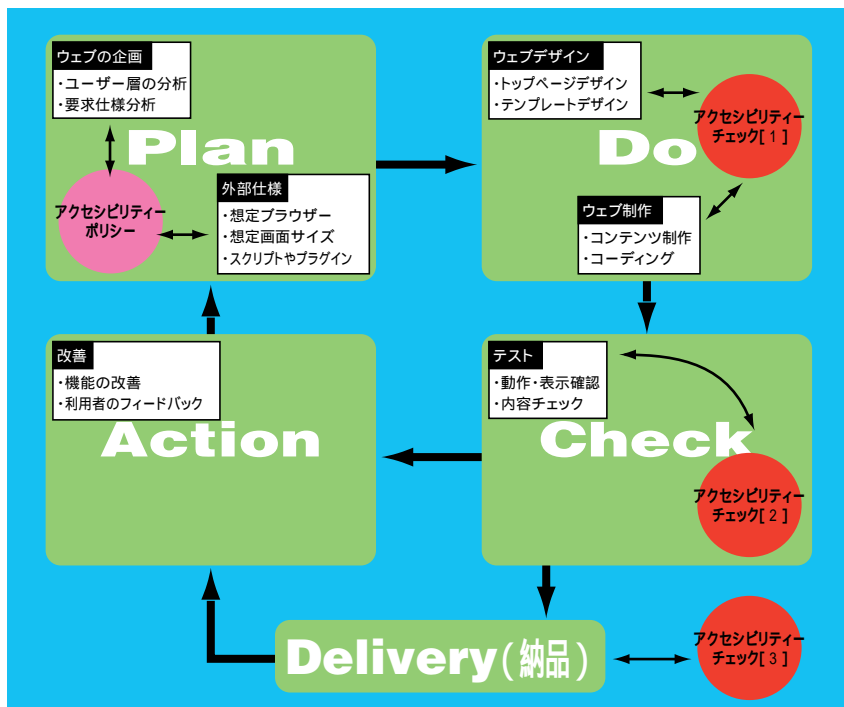 ウェブの企画
・ユーザー層の分析
・要求仕様分析
Plan
アクセシビリティー
ポリシー
外部仕様
・想定ブラウザー
・想定画面サイズ
・スクリプトやプラグイン
ウェブデザイン
・トップページデザイン
・テンプレートデザイン
Do
アクセシビリティー
チェック[1]
ウェブ制作
・コンテンツ制作
・コーディング
改善
・機能の改善
・利用者のフィードバック
Action
テスト
・動作・表示確認
・内容チェック
Check
アクセシビリティー
チェック[2]
Delivery(納品)
アクセシビリティー
チェック[3]